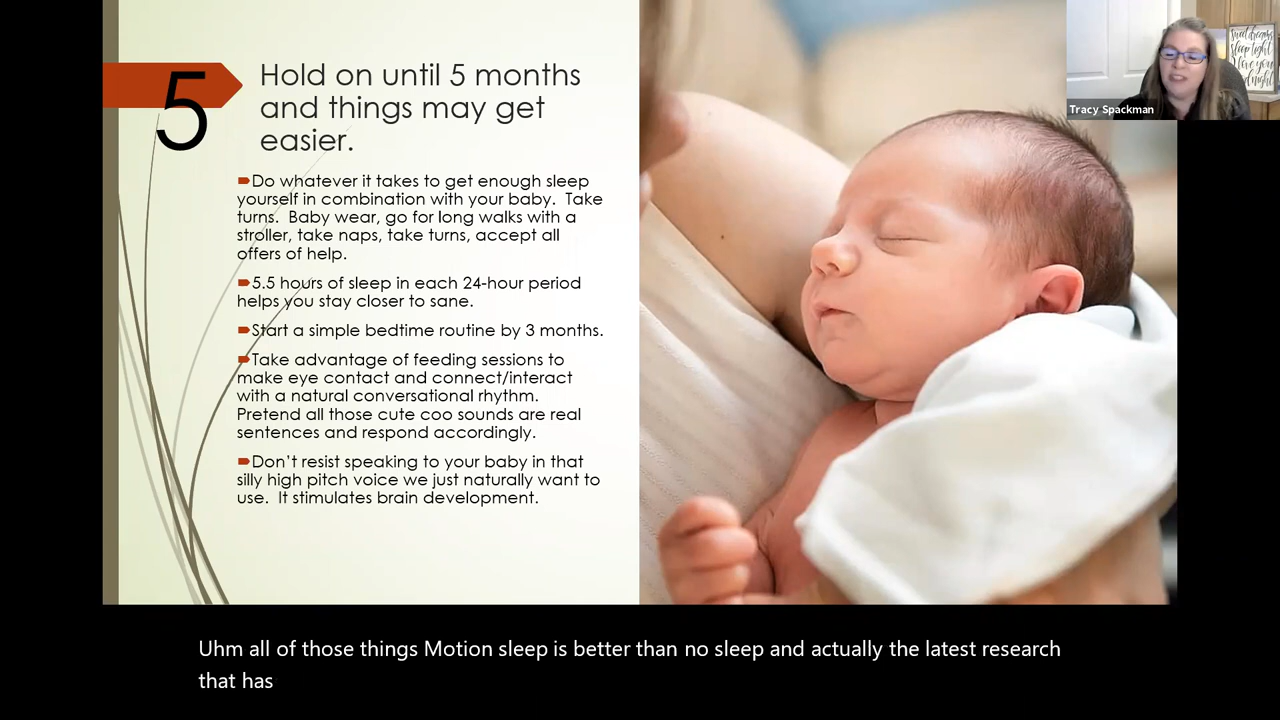 5
Hold on until 5 months
and things may get
easier.
Do whatever it takes to get enough sleep
yourself in combination with your baby.  Take
turns.  Baby wear, go for long walks with a
stroller, take naps, take turns, accept all
offers of help.
5.5 hours of sleep in each 24-hour period
helps you stay closer to sane.
Start a simple bedtime routine by 3 months.
Take advantage of feeding sessions to
make eye contact and connect/interact
with a natural conversational rhythm.
Pretend all those cute coo sounds are real
sentences and respond accordingly.
Don't resist speaking to your baby in that
silly high pitch voice we just naturally want to
use.  It stimulates brain development.
sweet dreams
sleep tight
love you
goodnight
Tracy Spackman
Uhm all of those things Motion sleep is better than no sleep and actually the latest research
that has